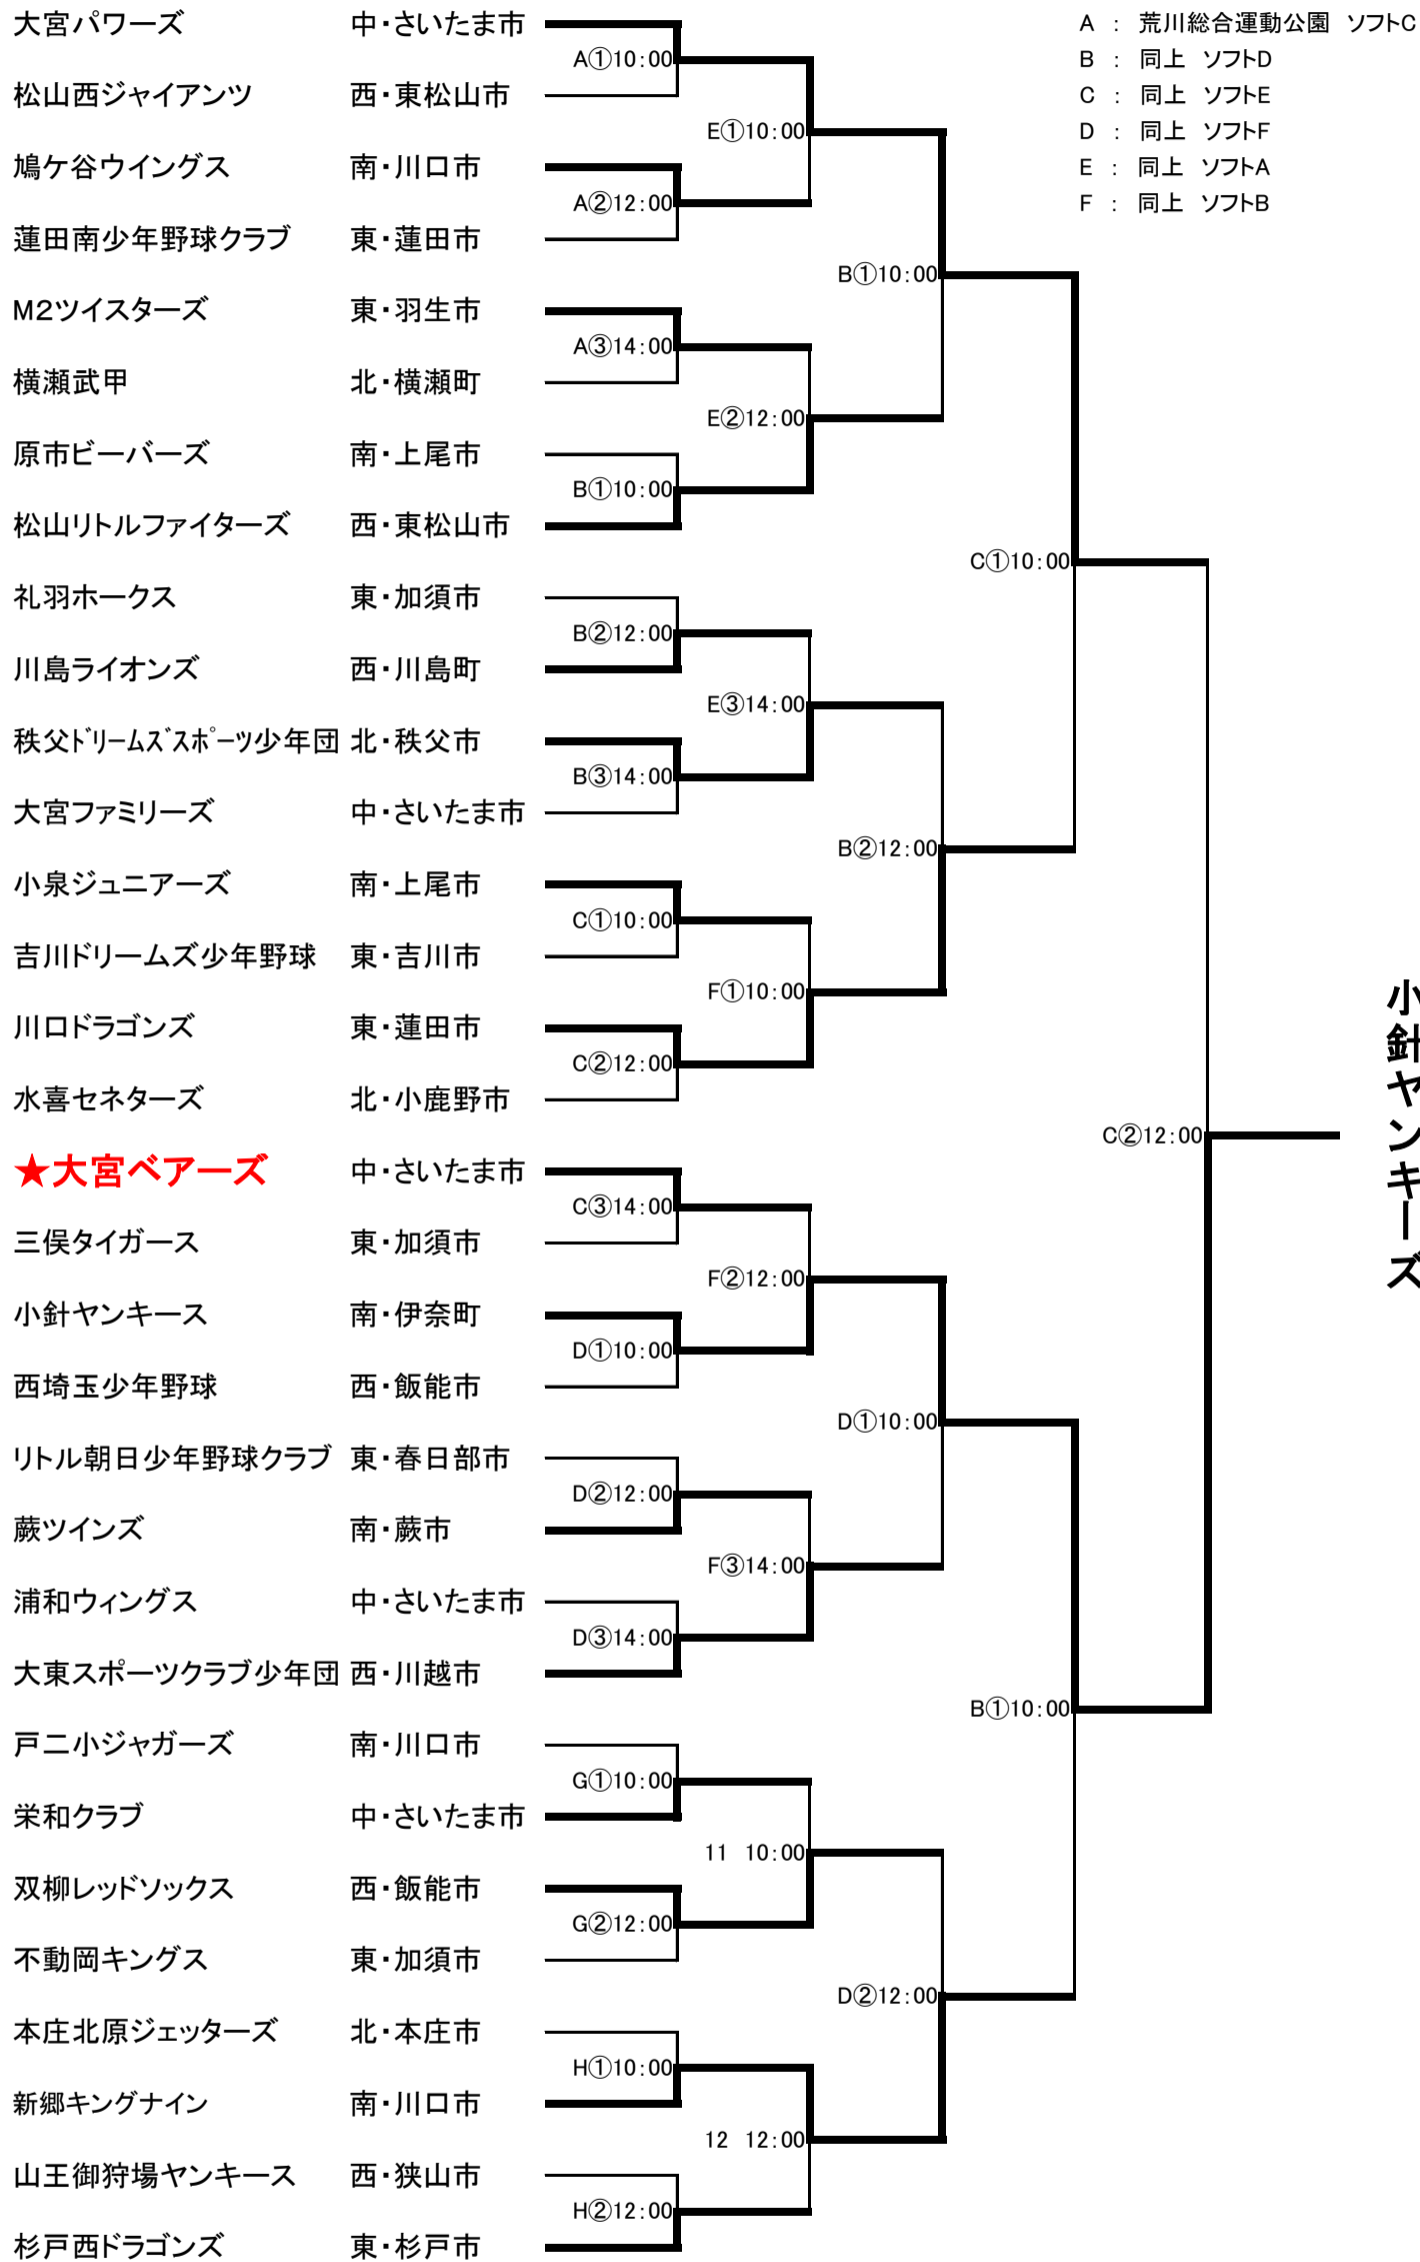 大宮パワーズ 中・さいたま市
A : 荒川総合運動公園 ソフトC
A①10:00
B : 同上 ソフトD
松山西ジャイアンツ 西・東松山市
C : 同上 ソフトE
E①10:00
D : 同上 ソフトF
鳩ケ谷ウイングス 南・川口市
E : 同上 ソフトA
A②12:00
F : 同上 ソフトB
蓮田南少年野球クラブ 東・蓮田市
B①10:00
M2ツイスターズ 東・羽生市
A③14:00
横瀬武甲 北・横瀬町
E②12:00
原市ビーバーズ 南・上尾市
B①10:00
松山リトルファイターズ 西・東松山市
C①10:00
礼羽ホークス 東・加須市
B②12:00
川島ライオンズ 西・川島町
E③14:00
秩父ドリームズスポーツ少年団 北・秩父市
B③14:00
大宮ファミリーズ 中・さいたま市
B②12:00
小泉ジュニアーズ 南・上尾市
C①10:00
吉川ドリームズ少年野球 東・吉川市
F①10:00
川口ドラゴンズ 東・蓮田市
C②12:00
水喜セネターズ 北・小鹿野市
小針ヤンキーズ
C②12:00
★大宮ベアーズ 中・さいたま市
C③14:00
三俣タイガース 東・加須市
F②12:00
小針ヤンキース 南・伊奈町
D①10:00
西埼玉少年野球 西・飯能市
D①10:00
リトル朝日少年野球クラブ 東・春日部市
D②12:00
蕨ツインズ 南・蕨市
F③14:00
浦和ウィングス 中・さいたま市
D③14:00
大東スポーツクラブ少年団 西・川越市
B①10:00
戸二小ジャガーズ 南・川口市
G①10:00
栄和クラブ 中・さいたま市
11 10:00
双柳レッドソックス 西・飯能市
G②12:00
不動岡キングス 東・加須市
D②12:00
本庄北原ジェッターズ 北・本庄市
H①10:00
新郷キングナイン 南・川口市
12 12:00
山王御狩場ヤンキース 西・狭山市
H②12:00
杉戸西ドラゴンズ 東・杉戸市